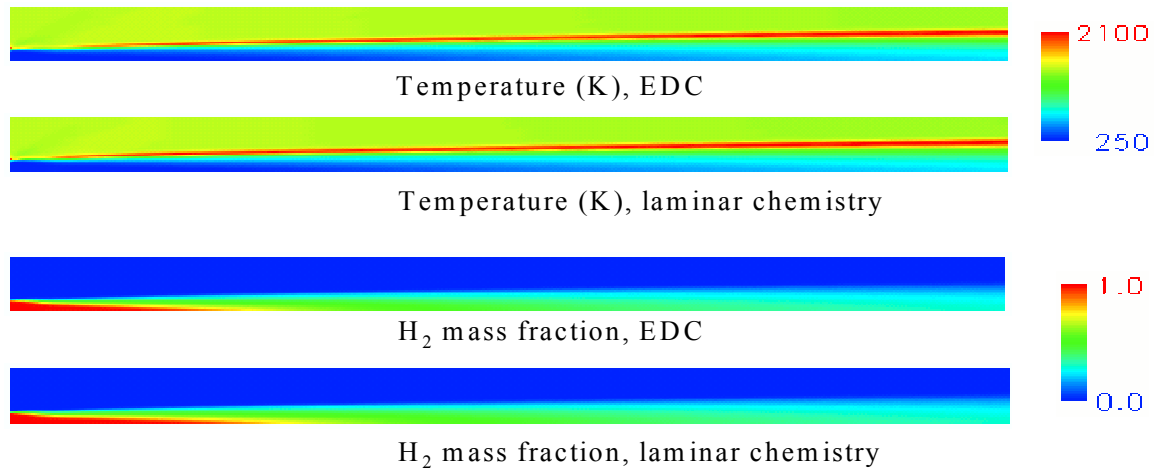 2100
Temperature (K), EDC
250
Temperature (K), laminar chemistry
1.0
H₂ mass fraction, EDC
0.0
H₂ mass fraction, laminar chemistry